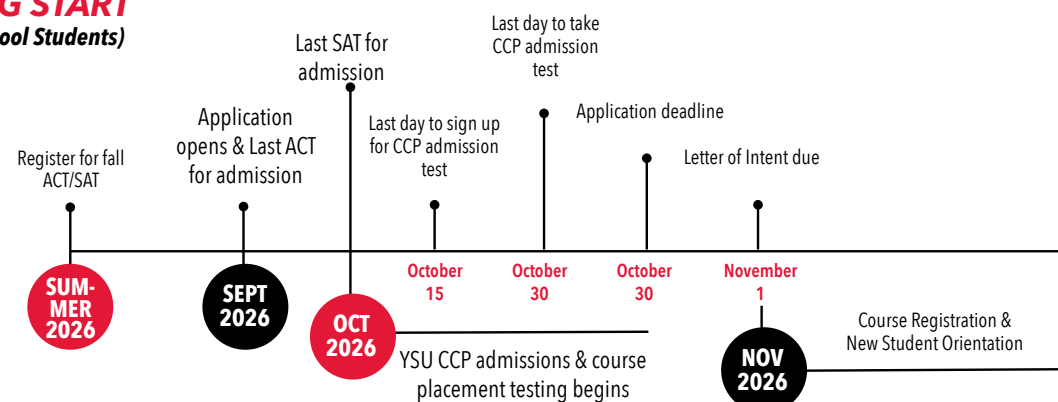 G START
ool Students)
Last SAT for
admission
Last day to take
CCP admission
test
Application
opens & Last ACT
for admission
Last day to sign up
for CCP admission
test
Application deadline
Register for fall
ACT/SAT
Letter of Intent due
October
15
October
30
October
30
November
1
SUM-
MER
2026
SEPT
2026
OCT
2026
YSU CCP admissions & course
placement testing begins
NOV
2026
Course Registration &
New Student Orientation